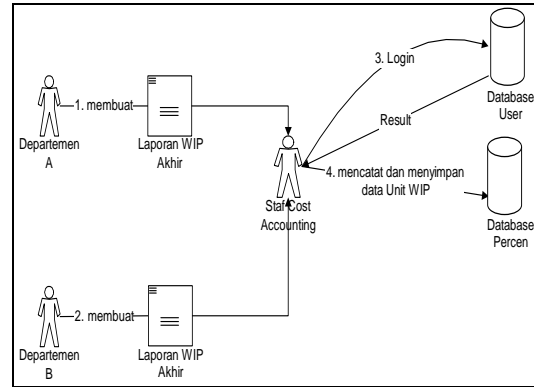 3. Login
Database
User
1. membuat
Departemen
A
Laporan WIP
Akhir
Result
Staf Cost
Accounting
4. mencatat dan menyimpan
data Unit WIP
Database
Percen
2. membuat
Departemen
B
Laporan WIP
Akhir